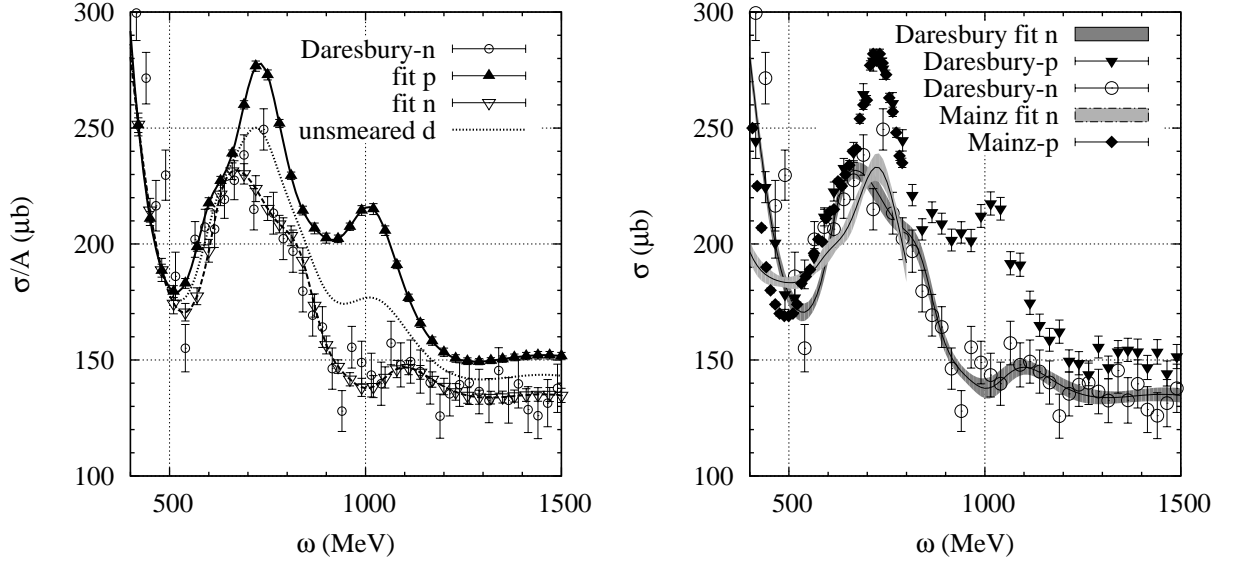 300
250
200
150
100
σ/A (μb)
Daresbury-n
fit p
fit n
unsmeared d
500
1000
1500
ω (MeV)
300
250
200
150
100
σ (μb)
Daresbury fit n
Daresbury-p
Daresbury-n
Mainz fit n
Mainz-p
500
1000
1500
ω (MeV)